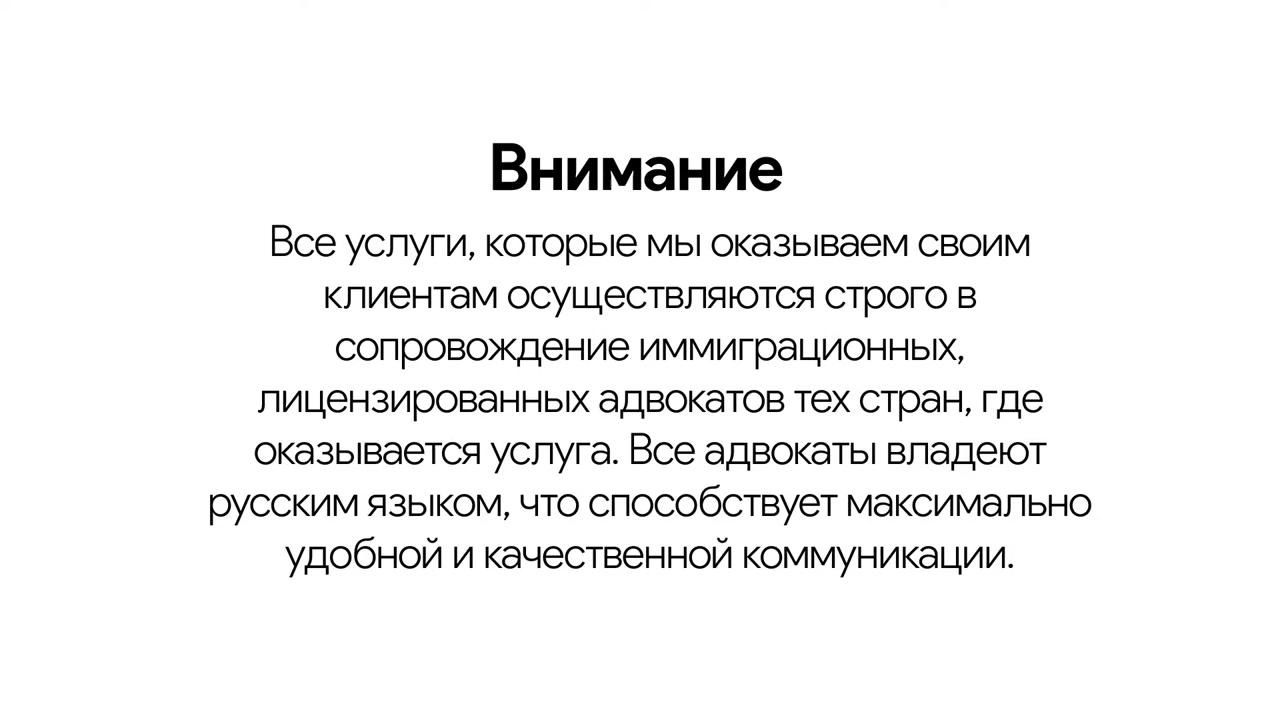 Внимание
Все услуги, которые мы оказываем своим
клиентам осуществляются строго в
сопровождение иммиграционных,
лицензированных адвокатов тех стран, где
оказывается услуга. Все адвокаты владеют
русским языком, что способствует максимально
удобной и качественной коммуникации.